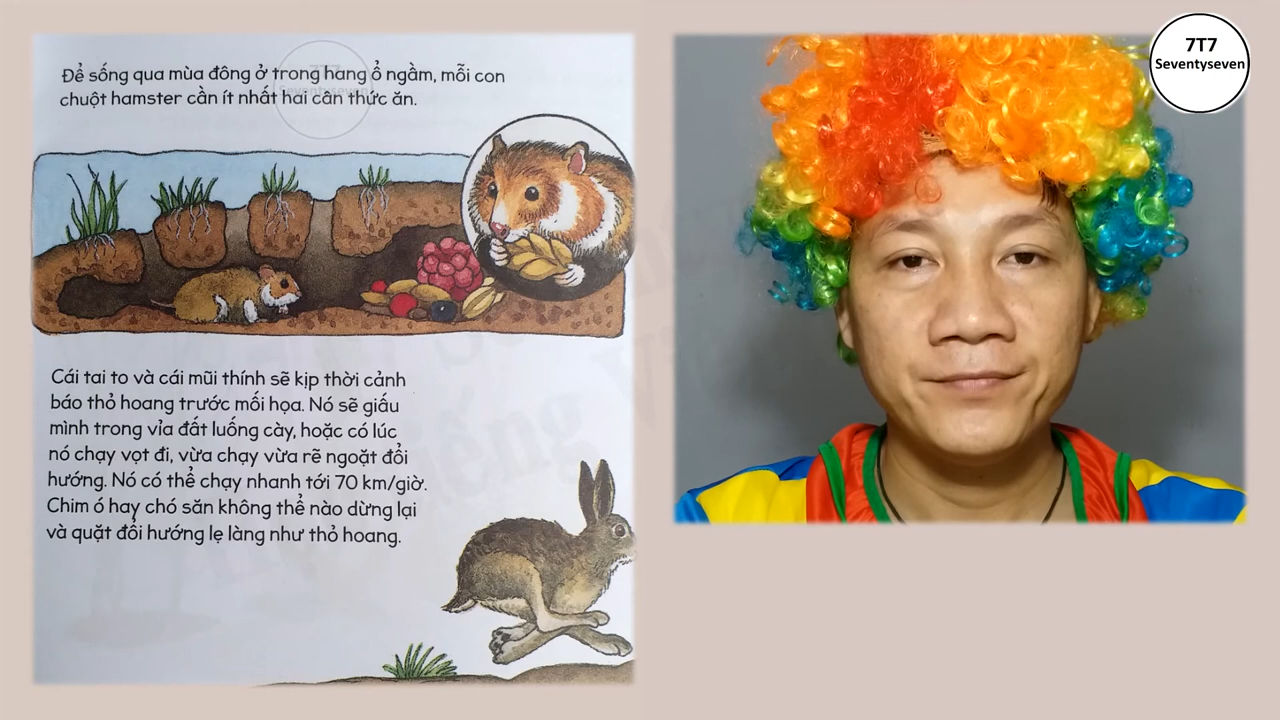 Để sống qua mùa đông ở trong hang ổ ngầm, mỗi con
chuột hamster cần ít nhất hai cân thức ăn.
Cái tai to và cái mũi thính sẽ kịp thời cảnh
báo thỏ hoang trước mối họa. Nó sẽ giấu
mình trong vỉa đất luống cày, hoặc có lúc
nó chạy vọt đi, vừa chạy vừa rẽ ngoặt đổi
hướng. Nó có thể chạy nhanh tới 70 km/giờ.
Chim ó hay chó săn không thể nào dừng lại
và quặt đổi hướng lẹ làng như thỏ hoang.
7T7
Seventyseven
7T7
Seventyseven